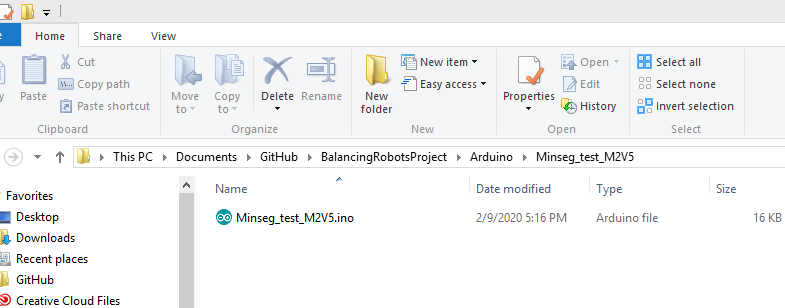 Home Share View
Paste
Cut
Copy path
Paste shortcut
Move to
Copy to
Delete
Rename
New folder
New item
Easy access
Properties
Open
Edit
History
Select all
Select none
Invert selection
Clipboard Organize New Open Select
This PC Documents GitHub BalancingRobotsProject Arduino Minseg_test_M2V5
Favorites
Desktop
Downloads
Recent places
GitHub
Creative Cloud Files
Name Date modified Type Size
Minseg_test_M2V5.ino 2/9/2020 5:16 PM Arduino file 16 KB